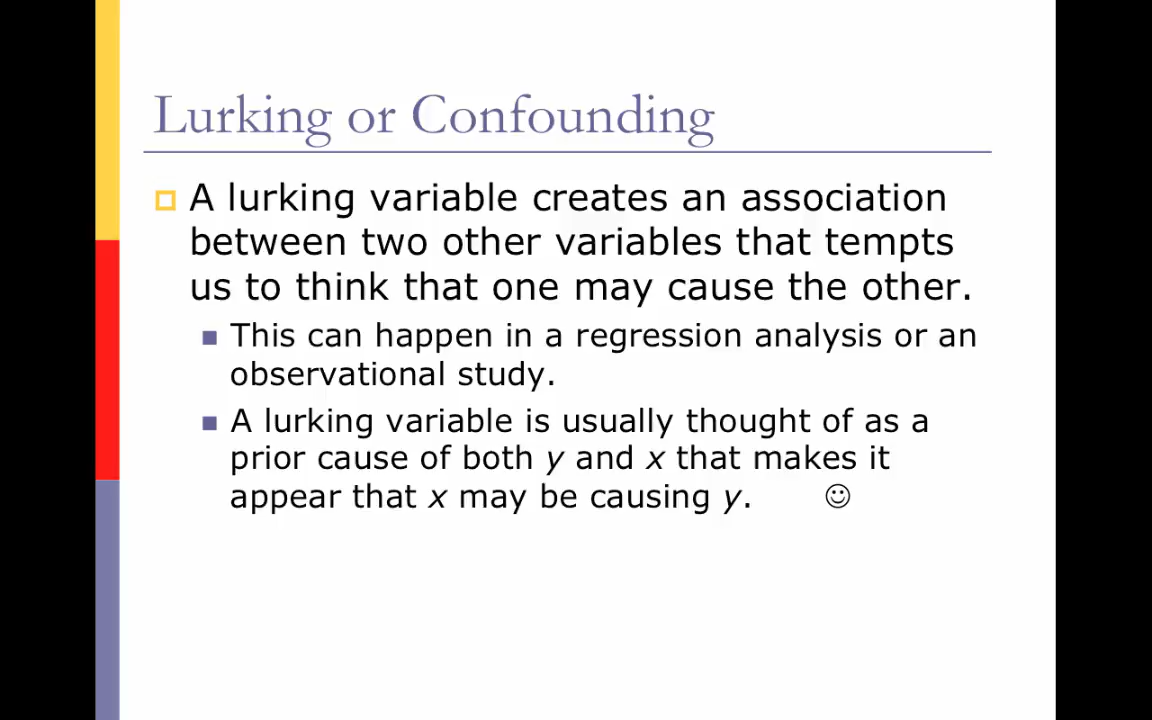 Lurking or Confounding
A lurking variable creates an association
between two other variables that tempts
us to think that one may cause the other.
This can happen in a regression analysis or an
observational study.
A lurking variable is usually thought of as a
prior cause of both y and x that makes it
appear that x may be causing y. ☺